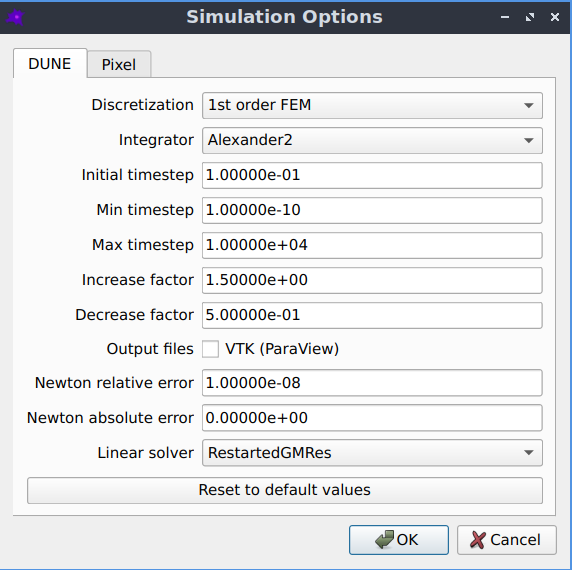 Simulation Options
DUNE Pixel
Discretization 1st order FEM
Integrator Alexander2
Initial timestep 1.00000e-01
Min timestep 1.00000e-10
Max timestep 1.00000e+04
Increase factor 1.50000e+00
Decrease factor 5.00000e-01
Output files VTK (ParaView)
Newton relative error 1.00000e-08
Newton absolute error 0.00000e+00
Linear solver RestartedGMRes
Reset to default values
OK Cancel